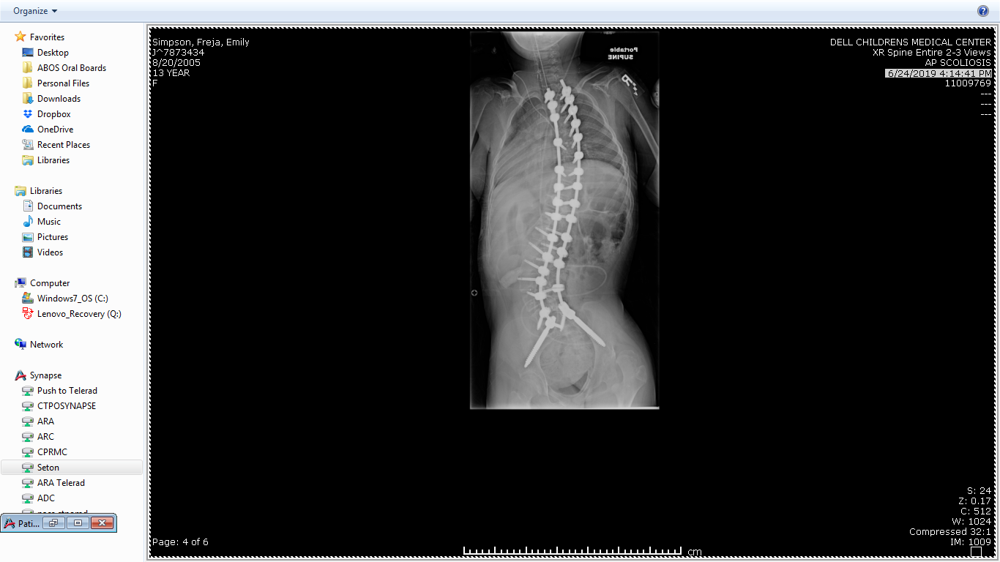 Organize
Favorites
Desktop
ABOS Oral Boards
Personal Files
Downloads
Dropbox
OneDrive
Recent Places
Libraries
Libraries
Documents
Music
Pictures
Videos
Computer
Windows7_OS (C:)
Lenovo_Recovery (Q:)
Network
Synapse
Push to Telerad
CTPOSYNAPSE
ARA
ARC
CPRMC
Seton
ARA Telerad
ADC
Pati...
Simpson, Freja, Emily
J^7873434
8/20/2005
13 YEAR
F
Portable
SUPINE
DELL CHILDRENS MEDICAL CENTER
XR Spine Entire 2-3 Views
AP SCOLIOSIS
6/24/2019 4:14:41 PM
11009769
---
---
---
S: 24
Z: 0.17
C: 512
W: 1024
Compressed 32:1
IM: 1009
Page: 4 of 6
cm